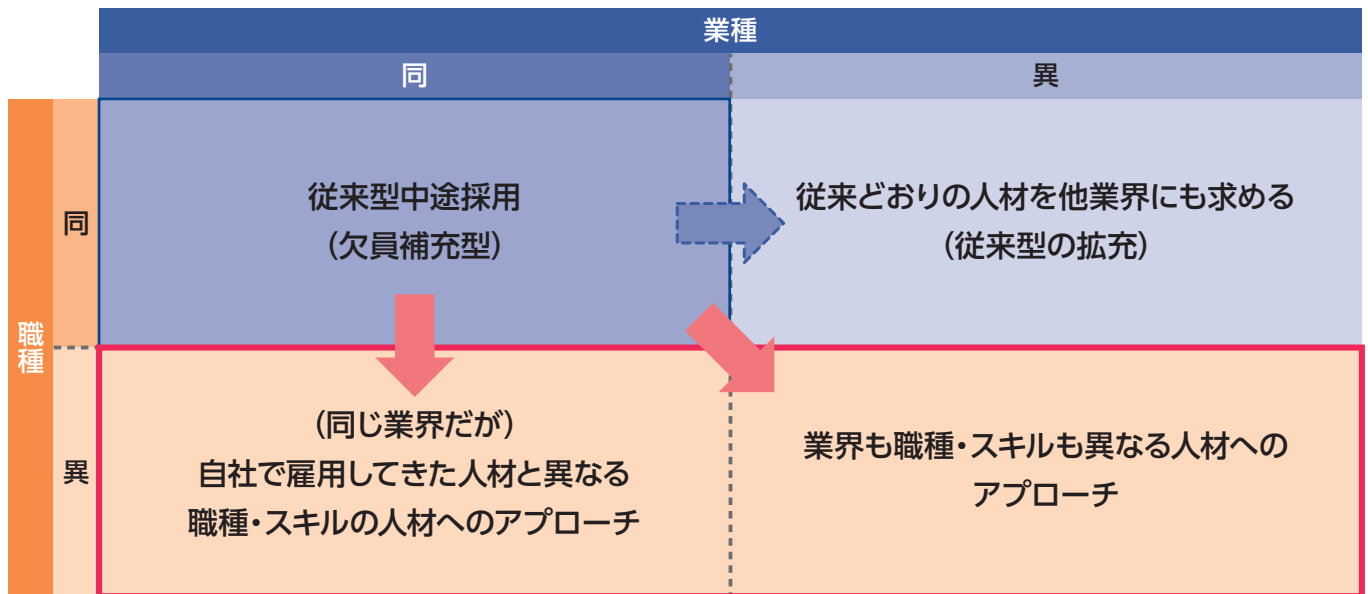 業種
同
異
職種
同
従来型中途採用
(欠員補充型)
従来どおりの人材を他業界にも求める
(従来型の拡充)
異
(同じ業界だが)
自社で雇用してきた人材と異なる
職種・スキルの人材へのアプローチ
業界も職種・スキルも異なる人材への
アプローチ